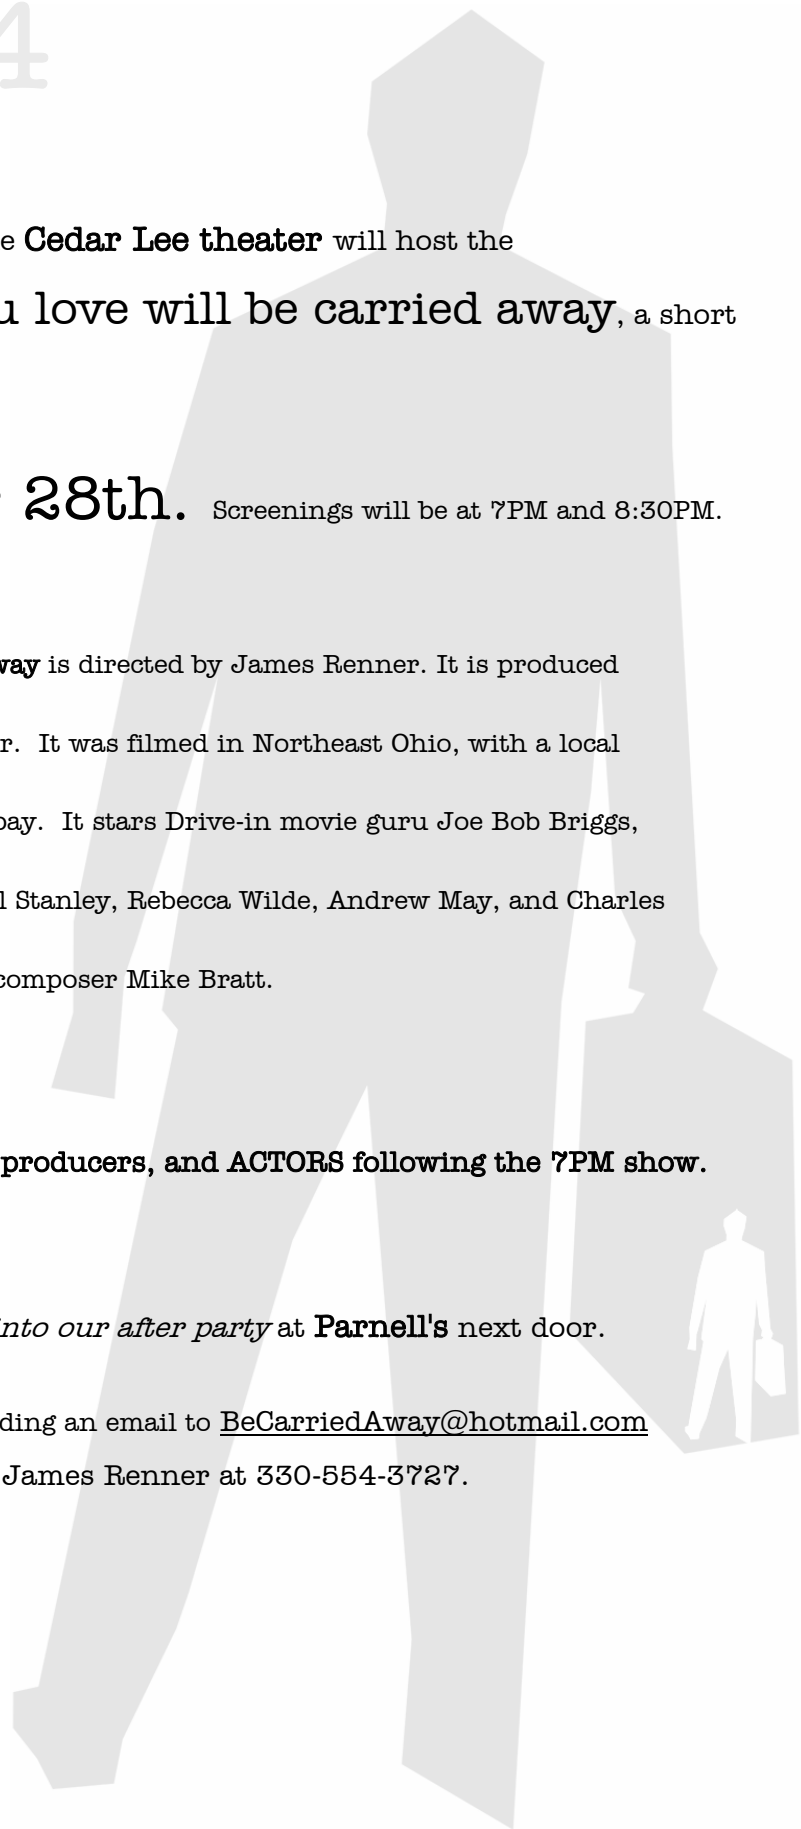 4
e Cedar Lee theater will host the
u love will be carried away, a short
28th. Screenings will be at 7PM and 8:30PM.
way is directed by James Renner. It is produced
r. It was filmed in Northeast Ohio, with a local
pay. It stars Drive-in movie guru Joe Bob Briggs,
l Stanley, Rebecca Wilde, Andrew May, and Charles
composer Mike Bratt.
producers, and ACTORS following the 7PM show.
into our after party at Parnell's next door.
ding an email to BeCarriedAway@hotmail.com
James Renner at 330-554-3727.